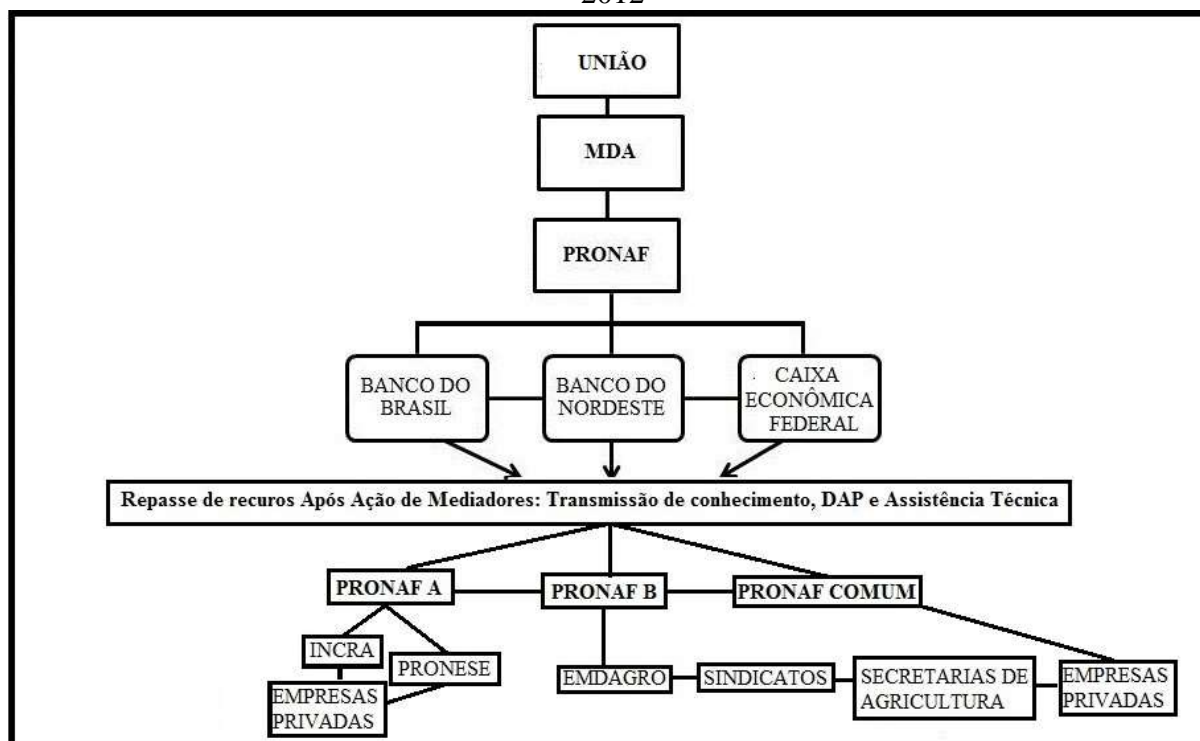 UNIÃO
MDA
PRONAF
BANCO DO
BRASIL
BANCO DO
NORDESTE
CAIXA
ECONÔMICA
FEDERAL
Repasse de recuros Após Ação de Mediadores: Transmissão de conhecimento, DAP e Assistência Técnica
PRONAF A
PRONAF B
PRONAF COMUM
INCRA
PRONESE
EMPRESAS
PRIVADAS
EMDAGRO
SINDICATOS
SECRETARIAS DE
AGRICULTURA
EMPRESAS
PRIVADAS